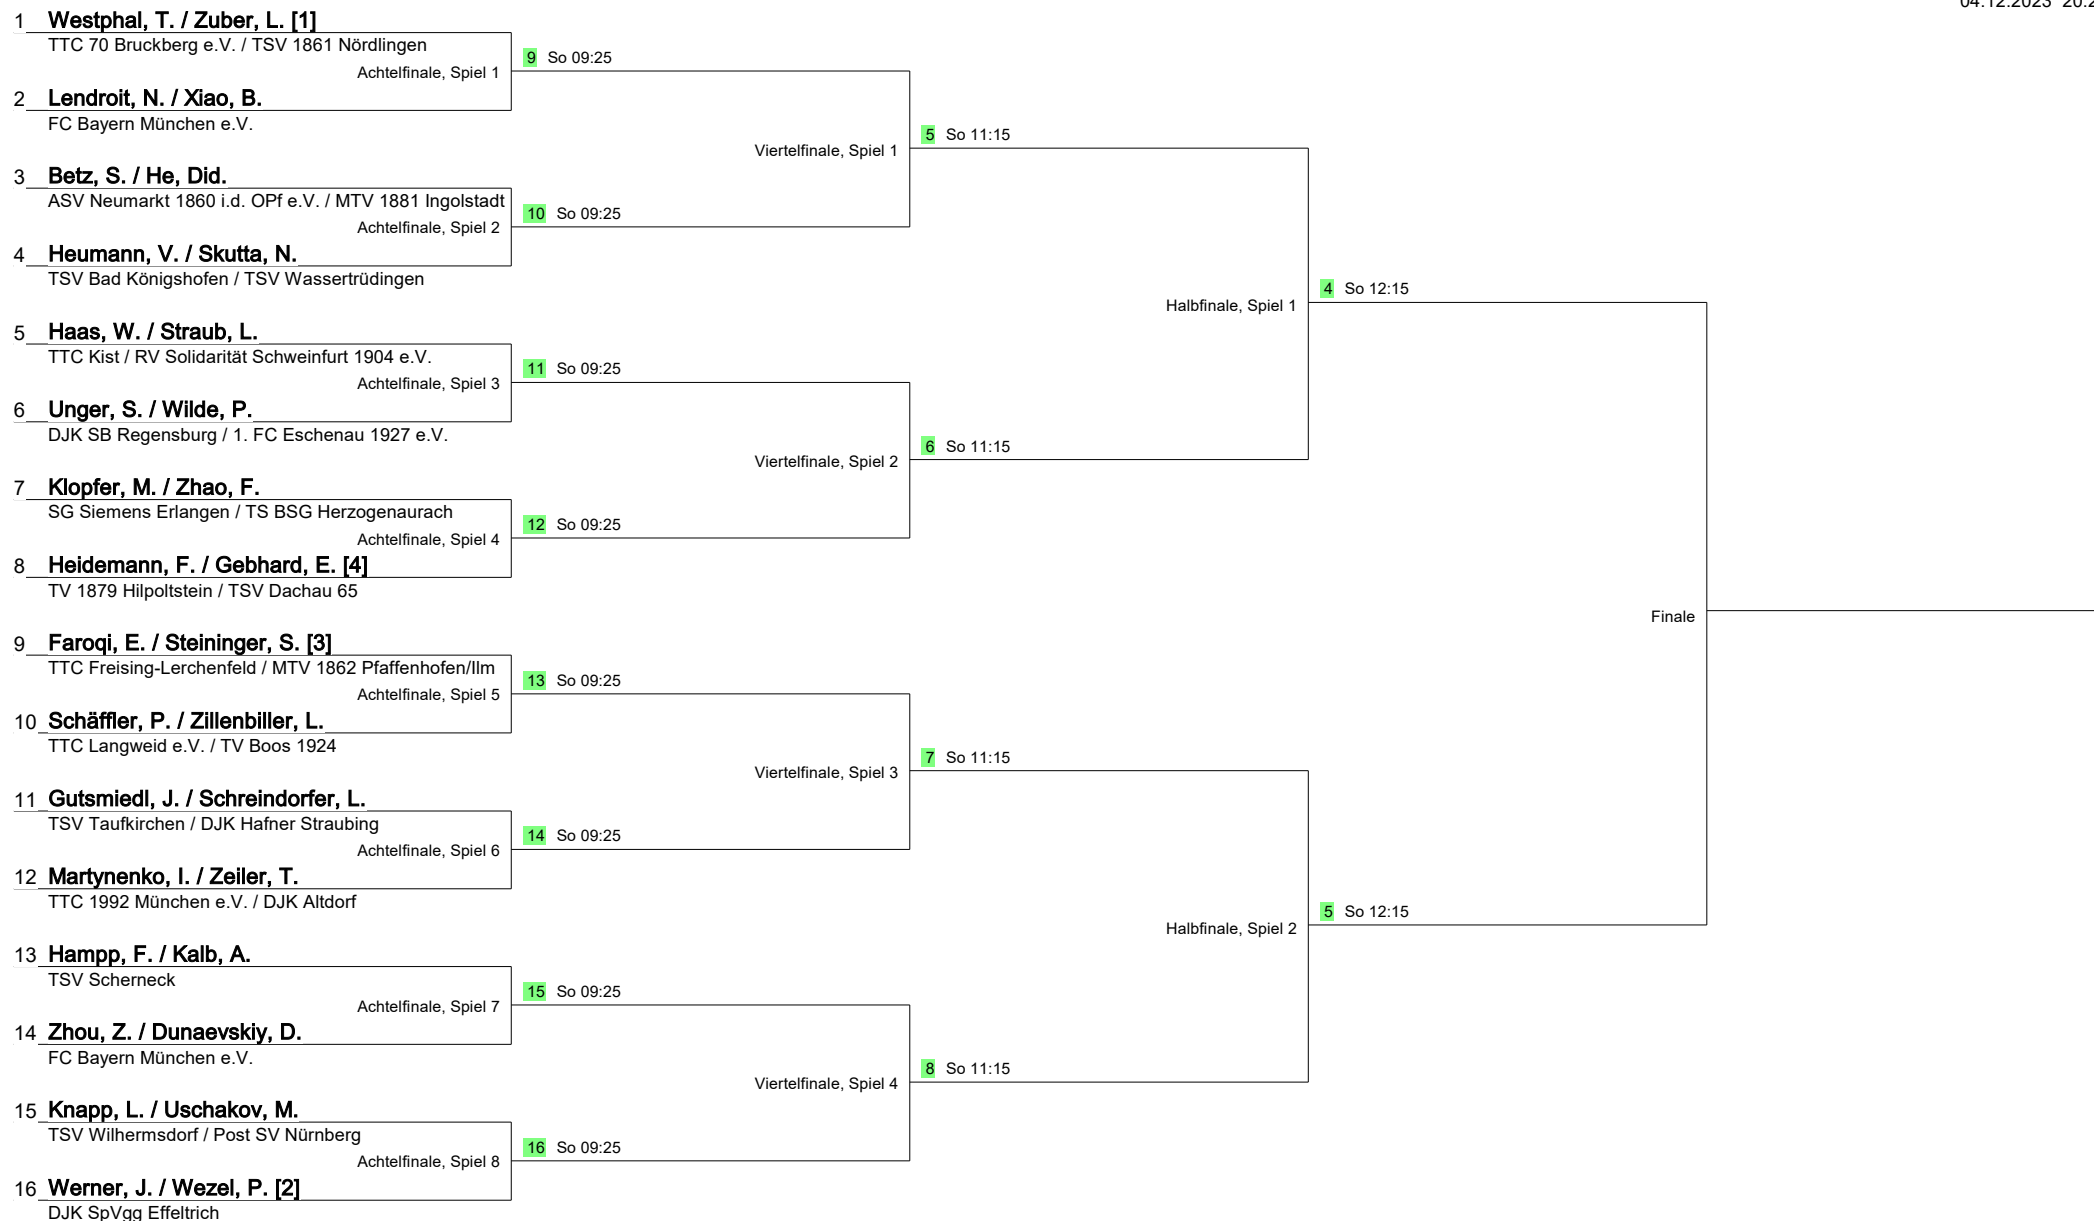 04.12.2023 20:2
1 Westphal, T. / Zuber, L. [1]
TTC 70 Bruckberg e.V. / TSV 1861 Nördlingen
Achtelfinale, Spiel 1
9 So 09:25
2 Lendroit, N. / Xiao, B.
FC Bayern München e.V.
Viertelfinale, Spiel 1
5 So 11:15
3 Betz, S. / He, Did.
ASV Neumarkt 1860 i.d. OPf e.V. / MTV 1881 Ingolstadt
Achtelfinale, Spiel 2
10 So 09:25
4 Heumann, V. / Skutta, N.
TSV Bad Königshofen / TSV Wassertrüdingen
Halbfinale, Spiel 1
4 So 12:15
5 Haas, W. / Straub, L.
TTC Kist / RV Solidarität Schweinfurt 1904 e.V.
Achtelfinale, Spiel 3
11 So 09:25
6 Unger, S. / Wilde, P.
DJK SB Regensburg / 1. FC Eschenau 1927 e.V.
Viertelfinale, Spiel 2
6 So 11:15
7 Klopfer, M. / Zhao, F.
SG Siemens Erlangen / TS BSG Herzogenaurach
Achtelfinale, Spiel 4
12 So 09:25
8 Heidemann, F. / Gebhard, E. [4]
TV 1879 Hilpoltstein / TSV Dachau 65
Finale
9 Faroqi, E. / Steininger, S. [3]
TTC Freising-Lerchenfeld / MTV 1862 Pfaffenhofen/Ilm
Achtelfinale, Spiel 5
13 So 09:25
10 Schäffler, P. / Zillenbiller, L.
TTC Langweid e.V. / TV Boos 1924
Viertelfinale, Spiel 3
7 So 11:15
11 Gutsmiedl, J. / Schreindorfer, L.
TSV Taufkirchen / DJK Hafner Straubing
Achtelfinale, Spiel 6
14 So 09:25
12 Martynenko, I. / Zeiler, T.
TTC 1992 München e.V. / DJK Altdorf
Halbfinale, Spiel 2
5 So 12:15
13 Hampp, F. / Kalb, A.
TSV Scherneck
Achtelfinale, Spiel 7
15 So 09:25
14 Zhou, Z. / Dunaevskiy, D.
FC Bayern München e.V.
Viertelfinale, Spiel 4
8 So 11:15
15 Knapp, L. / Uschakov, M.
TSV Wilhermsdorf / Post SV Nürnberg
Achtelfinale, Spiel 8
16 So 09:25
16 Werner, J. / Wezel, P. [2]
DJK SpVgg Effeltrich